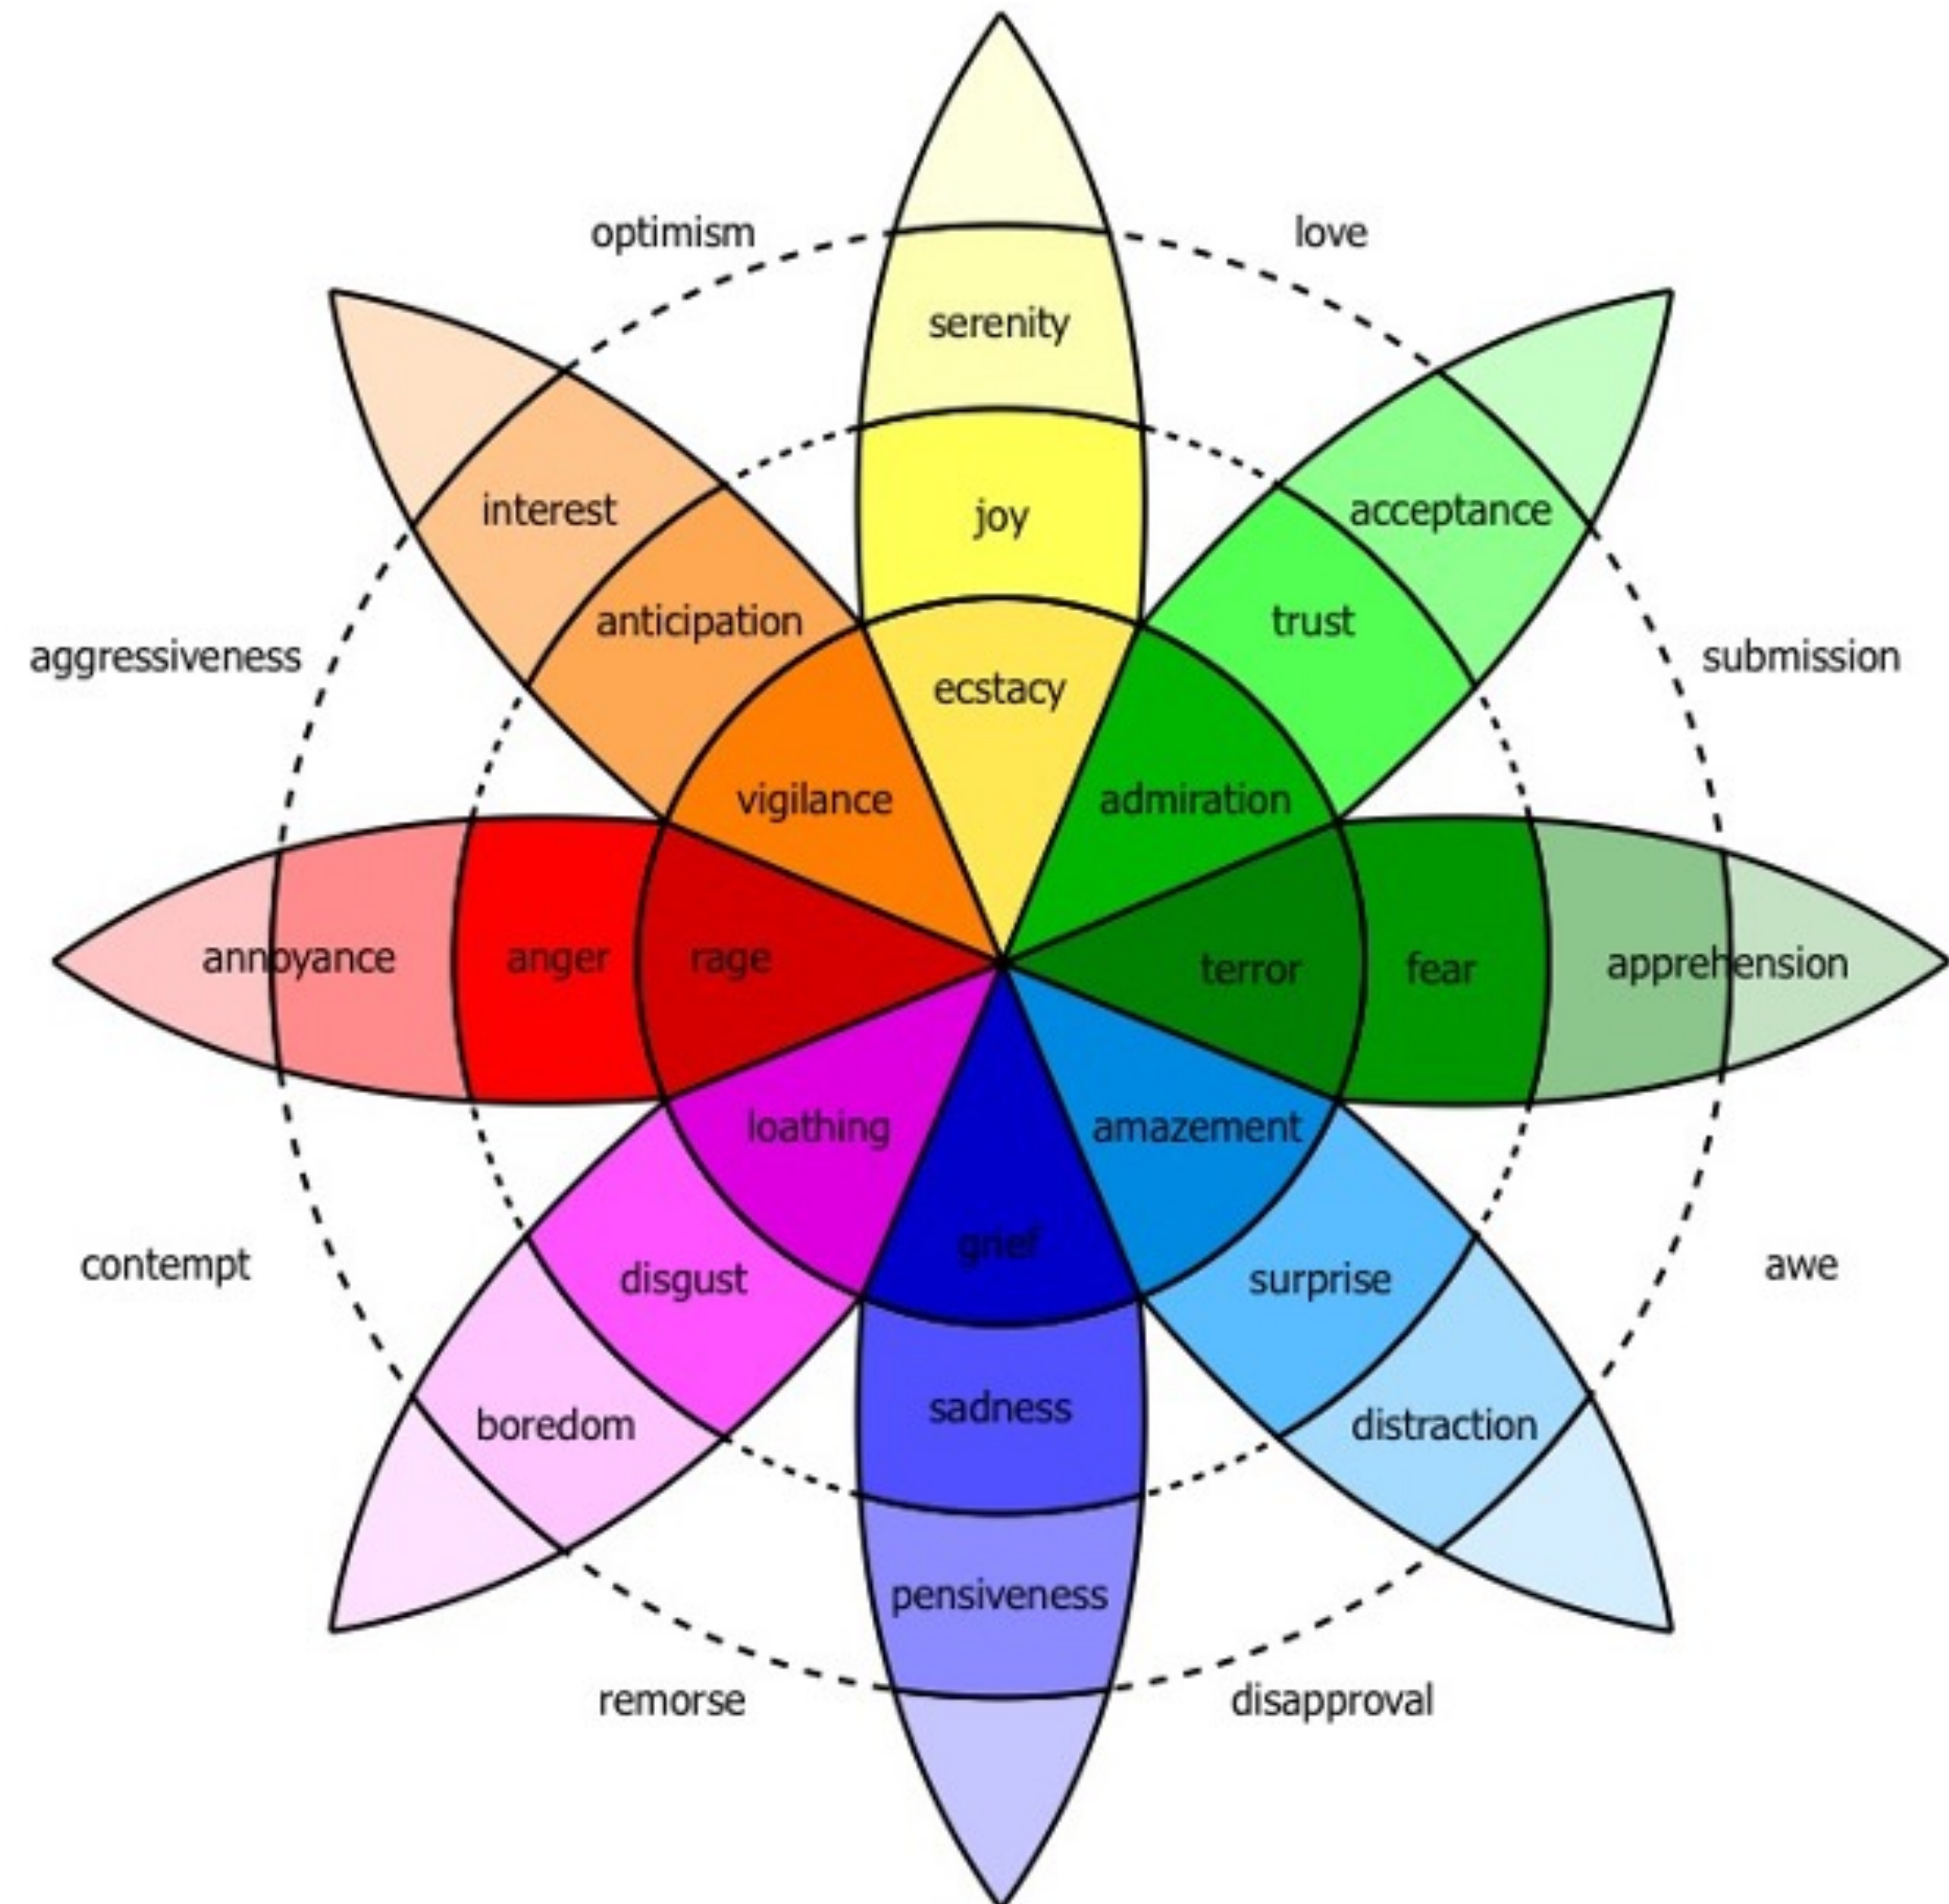 optimism
love
serenity
interest
joy
acceptance
anticipation
trust
aggressiveness
submission
ecstacy
vigilance
admiration
annoyance
anger
rage
terror
fear
apprehension
loathing
amazement
grief
contempt
awe
disgust
surprise
sadness
boredom
distraction
pensiveness
remorse
disapproval